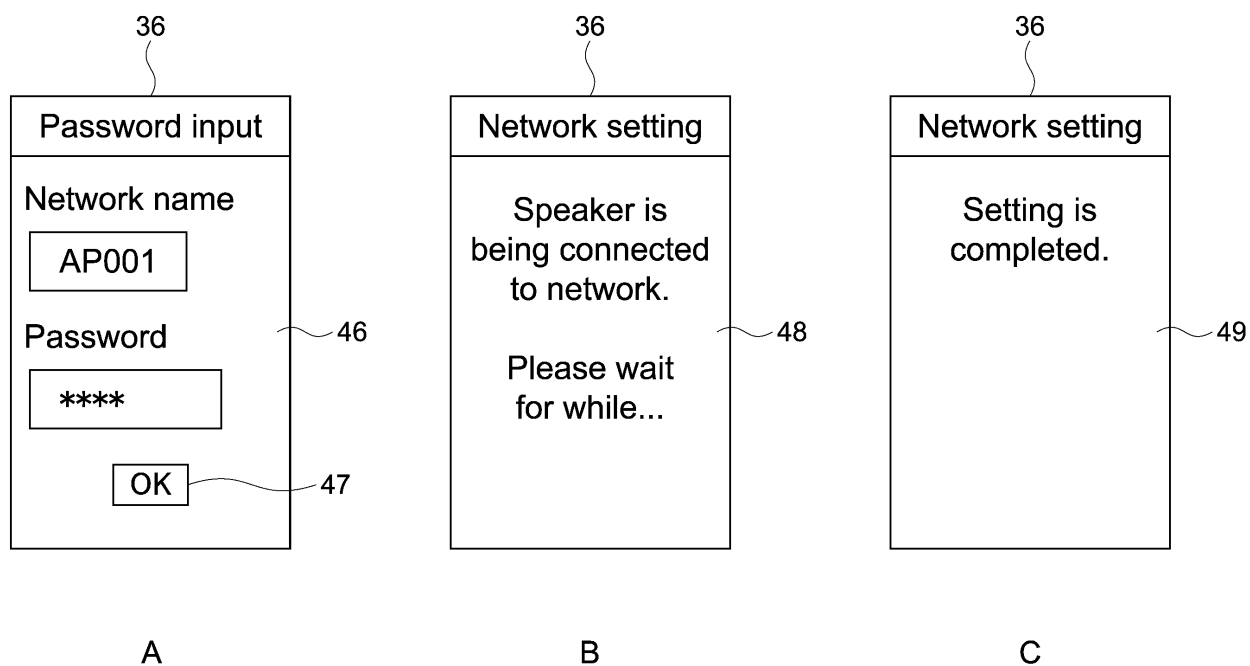 36
Password input
Network name
AP001
Password
****
OK
46
47
A
36
Network setting
Speaker is
being connected
to network.
Please wait
for while...
48
B
36
Network setting
Setting is
completed.
49
C